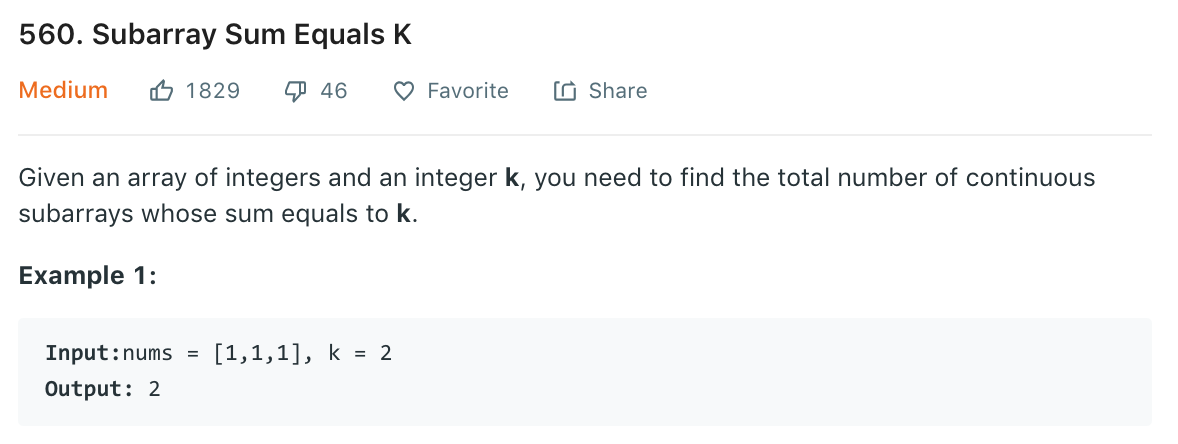 560. Subarray Sum Equals K
Medium 1829 46 Favorite Share
Given an array of integers and an integer k, you need to find the total number of continuous
subarrays whose sum equals to k.
Example 1:
Input:nums = [1,1,1], k = 2
Output: 2